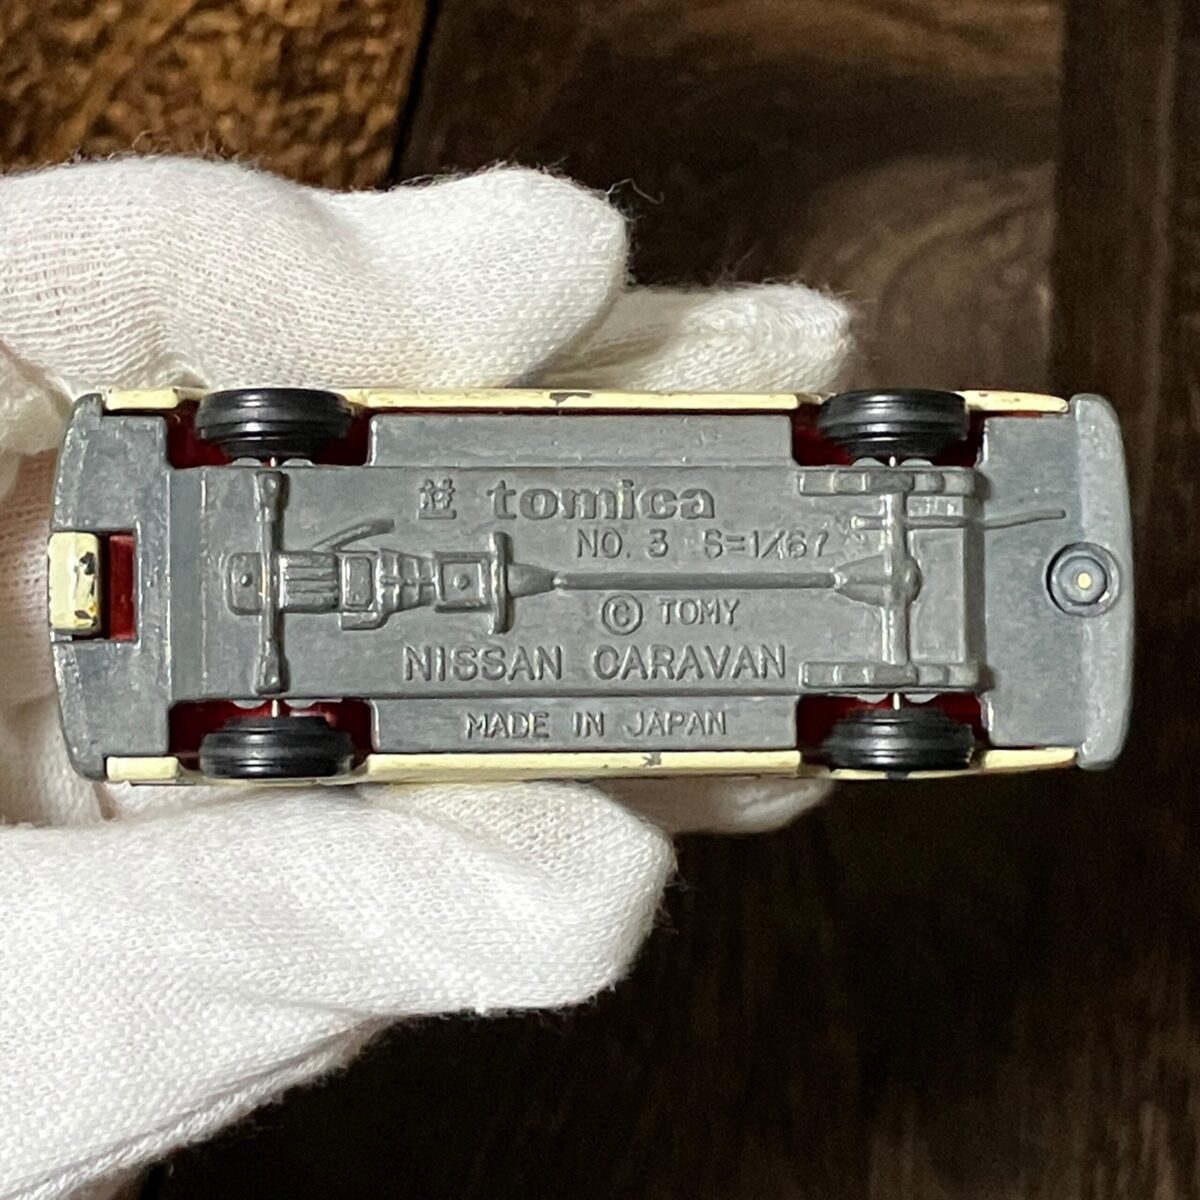 tomica
NO. 3 S=1/67
© TOMY
NISSAN CARAVAN
MADE IN JAPAN